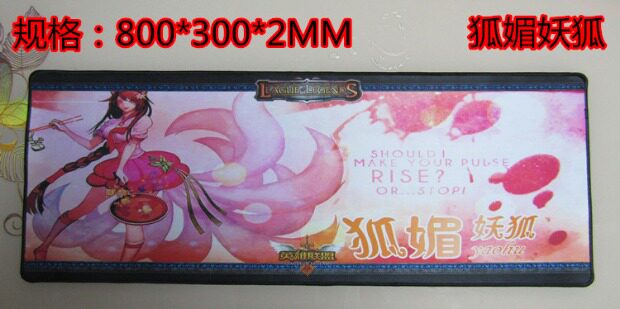 规格：800*300*2MM
狐媚妖狐
LEAGUE of LEGENDS
SHOULD I
MAKE YOUR PULSE
RISE?
OR...STOP!
狐媚 妖狐